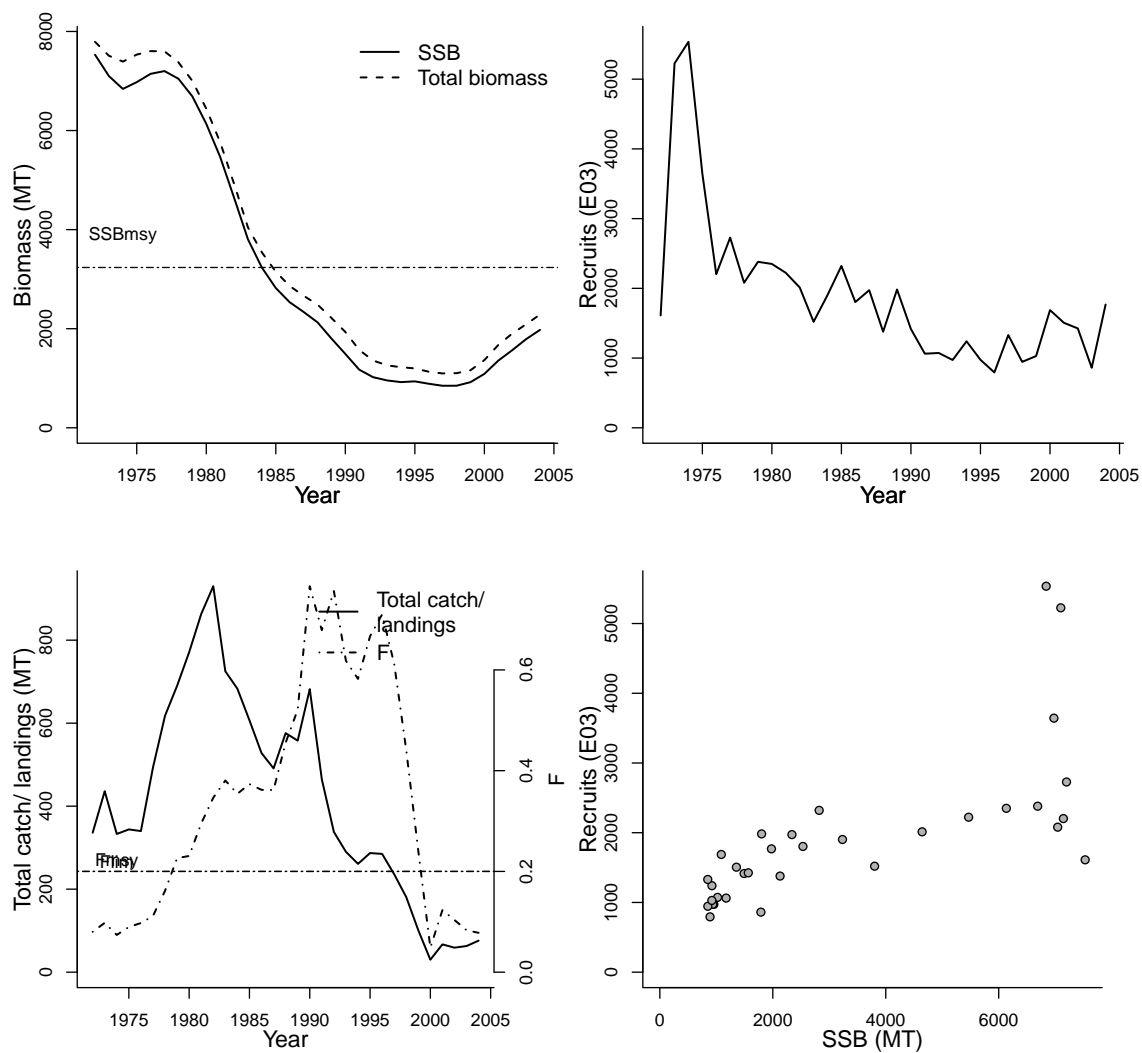 8000
6000
4000
2000
0
Biomass (MT)
SSB
Total biomass
SSBmsy
1975 1980 1985 1990 1995 2000 2005
Year
5000
4000
3000
2000
1000
0
Recruits (E03)
1975 1980 1985 1990 1995 2000 2005
Year
800
600
400
200
0
Total catch/ landings (MT)
Total catch/
landings
F
Fmsy
Flim
0.6
0.4
0.2
0.0
F
1975 1980 1985 1990 1995 2000 2005
Year
5000
4000
3000
2000
1000
0
Recruits (E03)
0 2000 4000 6000
SSB (MT)